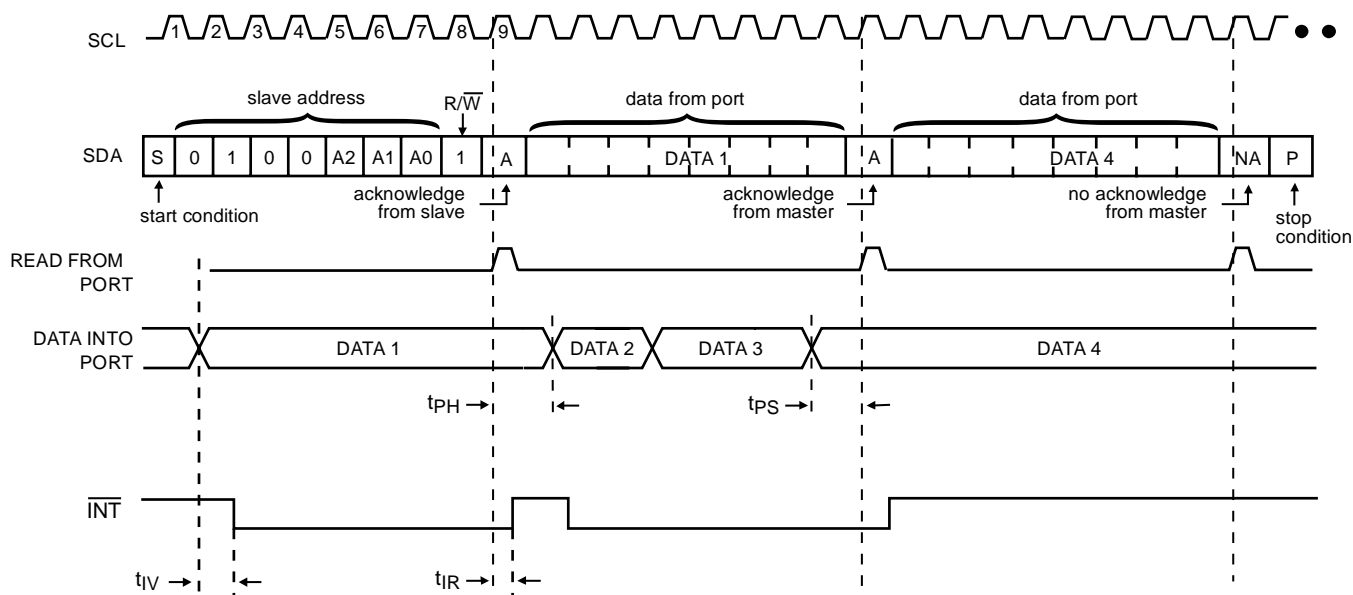 SCL 1 2 3 4 5 6 7 8 9
slave address
R/W̅
data from port
data from port
SDA S 0 1 0 0 A2 A1 A0 1 A DATA 1 A DATA 4 NA P
start condition
acknowledge
from slave
acknowledge
from master
no acknowledge
from master
stop
condition
READ FROM
PORT
DATA INTO
PORT
DATA 1 DATA 2 DATA 3 DATA 4
tPH
tPS
I̅N̅T̅
tIV
tIR